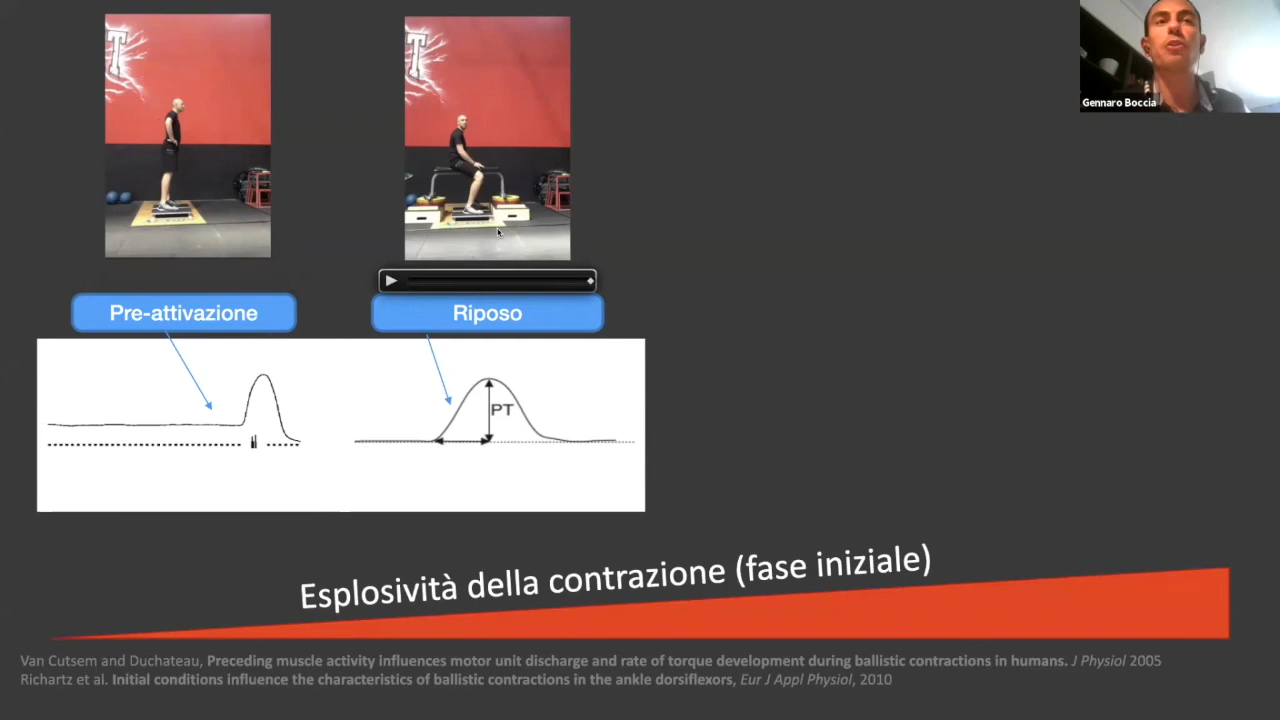 T
T
Gennaro Boccia
Pre-attivazione
Riposo
PT
Esplosività della contrazione (fase iniziale)
Van Cutsem and Duchateau, Preceding muscle activity influences motor unit discharge and rate of torque development during ballistic contractions in humans. J Physiol 2005
Richartz et al. Initial conditions influence the characteristics of ballistic contractions in the ankle dorsiflexors, Eur J Appl Physiol, 2010